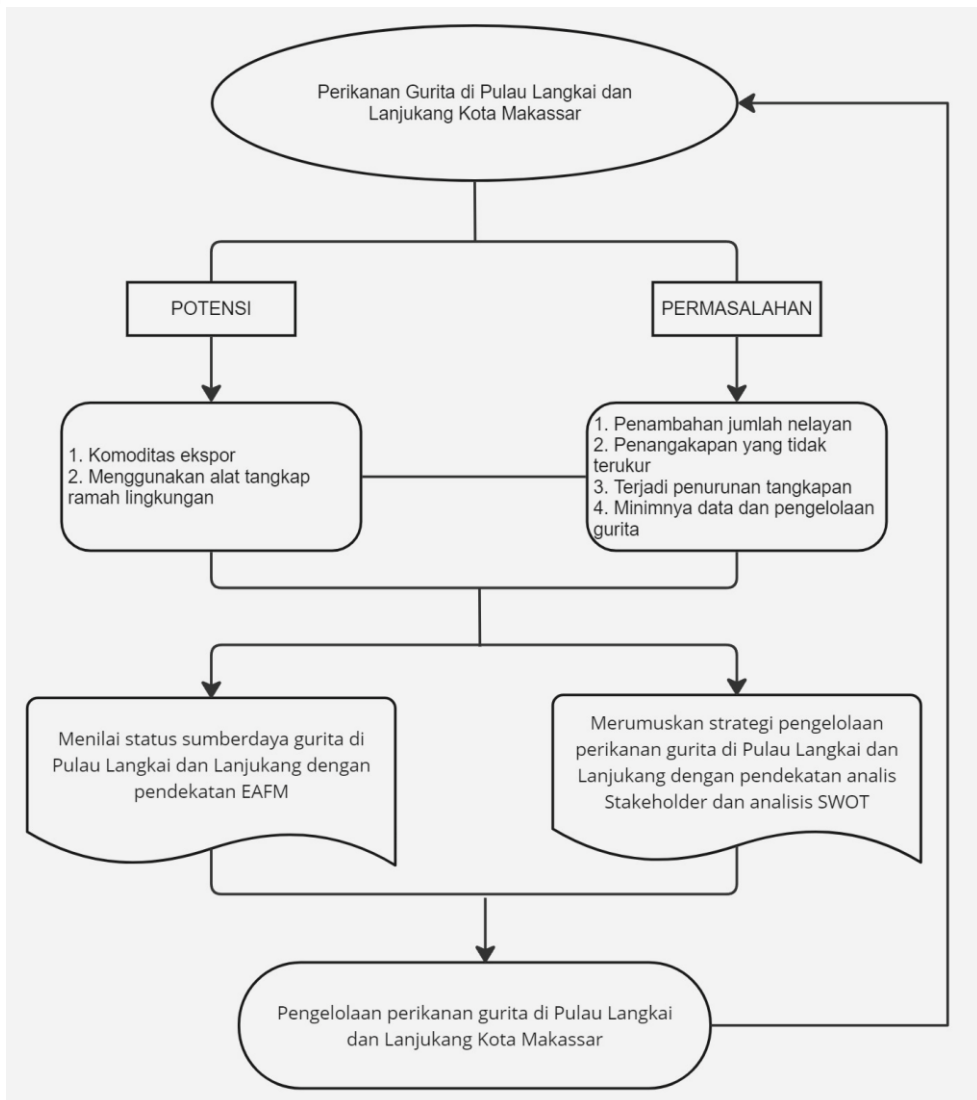 Perikanan Gurita di Pulau Langkai dan
Lanjukang Kota Makassar
POTENSI
PERMASALAHAN
1. Komoditas ekspor
2. Menggunakan alat tangkap
ramah lingkungan
1. Penambahan jumlah nelayan
2. Penangakapan yang tidak
terukur
3. Terjadi penurunan tangkapan
4. Minimnya data dan pengelolaan
gurita
Menilai status sumberdaya gurita di
Pulau Langkai dan Lanjukang dengan
pendekatan EAFM
Merumuskan strategi pengelolaan
perikanan gurita di Pulau Langkai dan
Lanjukang dengan pendekatan analis
Stakeholder dan analisis SWOT
Pengelolaan perikanan gurita di Pulau Langkai
dan Lanjukang Kota Makassar